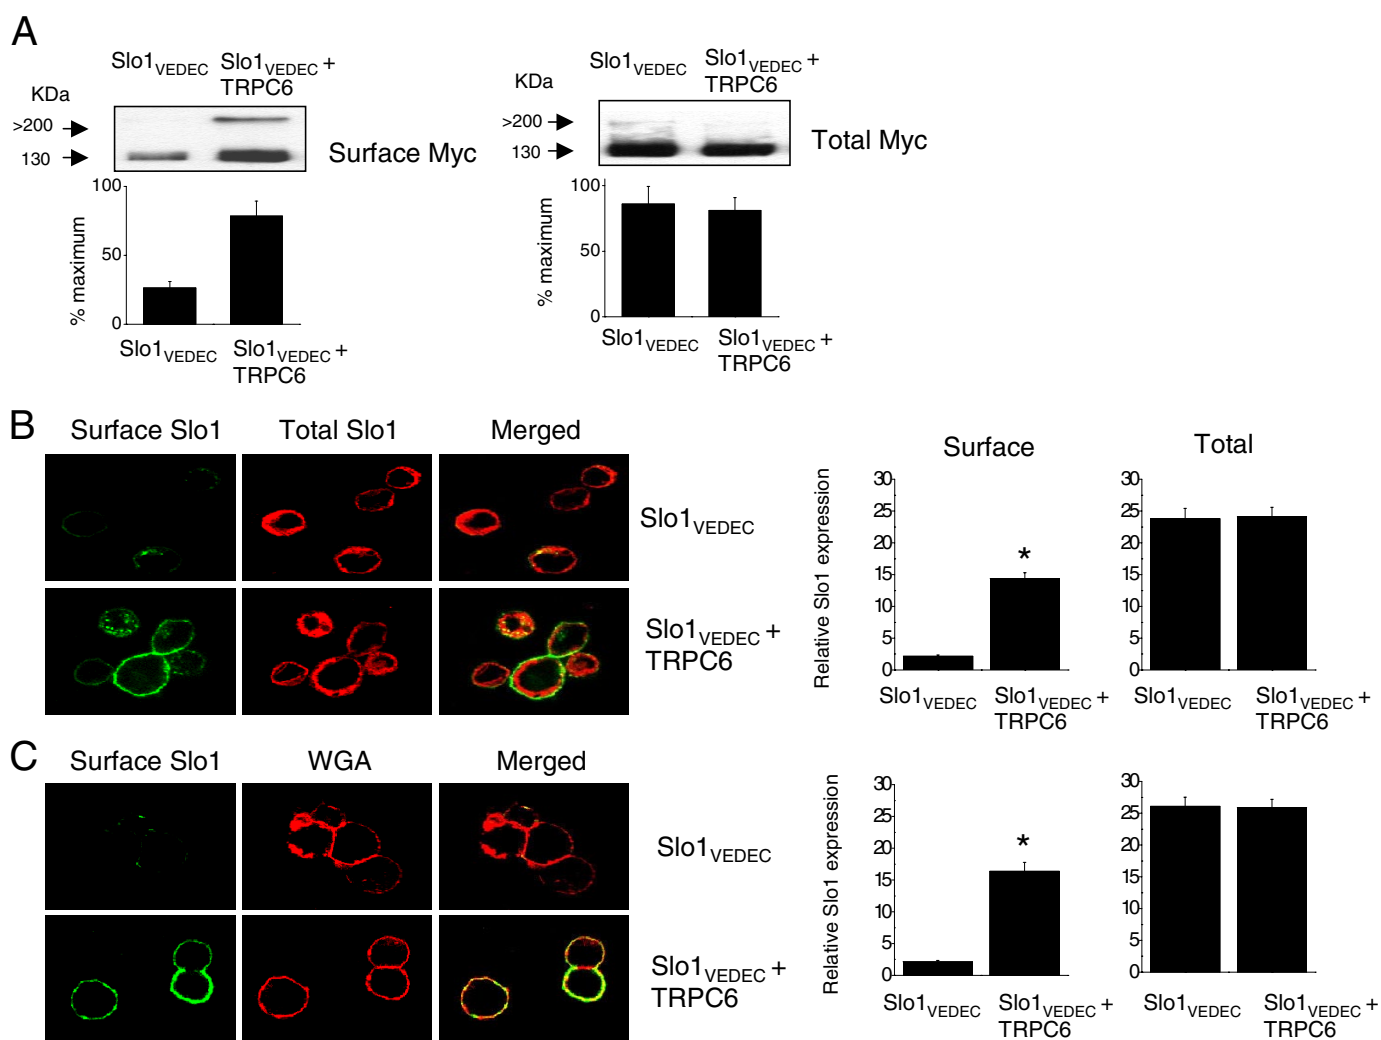 A
Slo1VEDEC
Slo1VEDEC +
TRPC6
KDa
>200
130
Surface Myc
100
50
0
% maximum
Slo1VEDEC
Slo1VEDEC +
TRPC6
Slo1VEDEC
Slo1VEDEC +
TRPC6
KDa
>200
130
Total Myc
100
50
0
% maximum
Slo1VEDEC
Slo1VEDEC +
TRPC6
B
Surface Slo1
Total Slo1
Merged
Slo1VEDEC
Slo1VEDEC +
TRPC6
Surface
30
25
20
15
10
5
0
Relative Slo1 expression
*
Slo1VEDEC
Slo1VEDEC +
TRPC6
Total
30
25
20
15
10
5
0
Slo1VEDEC
Slo1VEDEC +
TRPC6
C
Surface Slo1
WGA
Merged
Slo1VEDEC
Slo1VEDEC +
TRPC6
30
25
20
15
10
5
0
Relative Slo1 expression
*
Slo1VEDEC
Slo1VEDEC +
TRPC6
30
25
20
15
10
5
0
Slo1VEDEC
Slo1VEDEC +
TRPC6